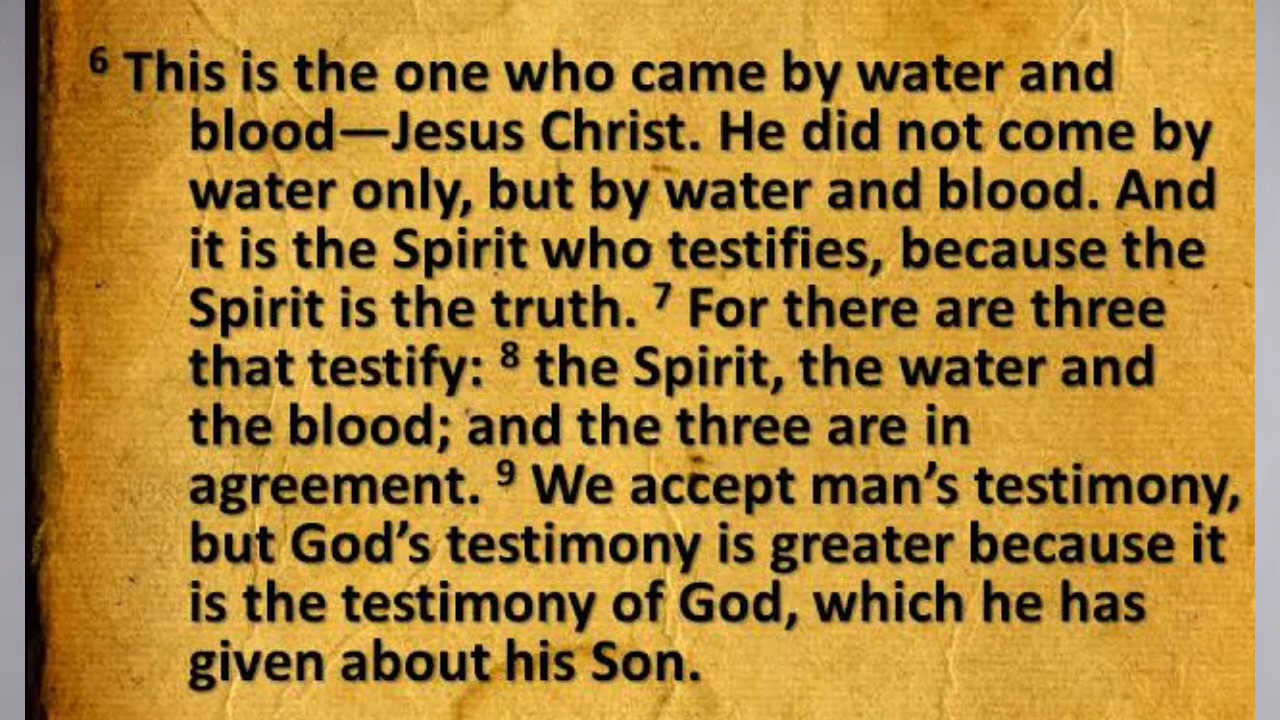 6 This is the one who came by water and
blood—Jesus Christ. He did not come by
water only, but by water and blood. And
it is the Spirit who testifies, because the
Spirit is the truth. 7 For there are three
that testify: 8 the Spirit, the water and
the blood; and the three are in
agreement. 9 We accept man’s testimony,
but God’s testimony is greater because it
is the testimony of God, which he has
given about his Son.